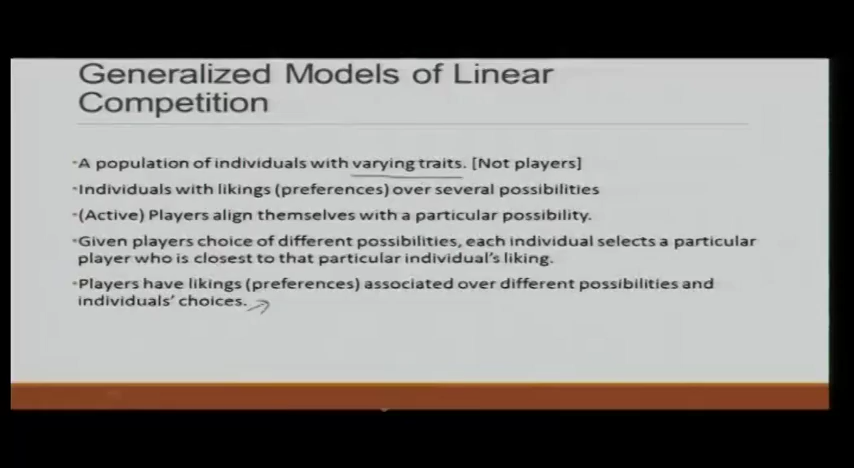 Generalized Models of Linear
Competition
•A population of individuals with varying traits. [Not players]
•Individuals with likings (preferences) over several possibilities
•(Active) Players align themselves with a particular possibility.
•Given players choice of different possibilities, each individual selects a particular
player who is closest to that particular individual's liking.
•Players have likings (preferences) associated over different possibilities and
individuals' choices.